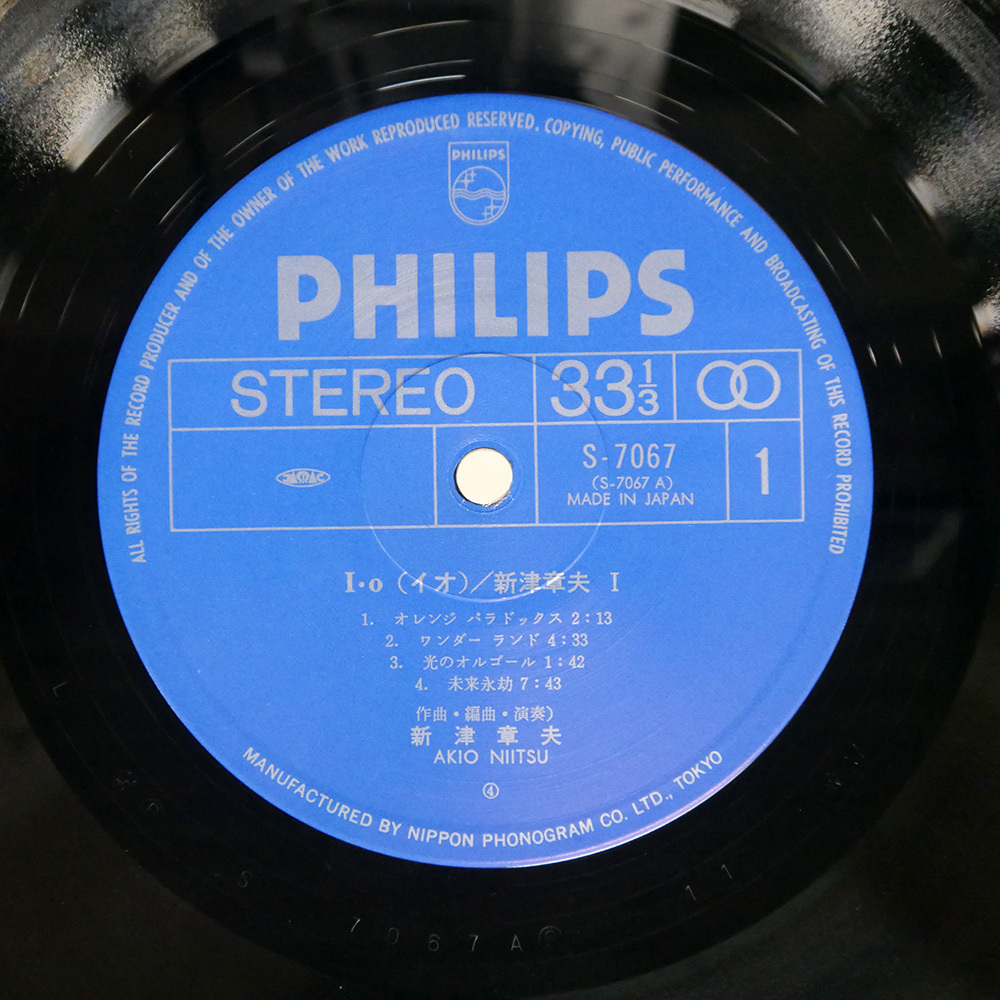 ALL RIGHTS OF THE RECORD PRODUCER AND OF THE OWNER OF THE WORK REPRODUCED RESERVED. COPYING, PUBLIC PERFORMANCE AND BROADCASTING OF THIS RECORD PROHIBITED
PHILIPS
PHILIPS
STEREO
33 1/3
JASRAC
S-7067
(S-7067 A)
MADE IN JAPAN
1
I・o (イオ)／新津章夫 I
1. オレンジ パラドックス 2：13
2. ワンダー ランド 4：33
3. 光のオルゴール 1：42
4. 未来永劫 7：43
作曲・編曲・演奏)
新津章夫
AKIO NIITSU
④
MANUFACTURED BY NIPPON PHONOGRAM CO. LTD., TOKYO
S 7067A
11